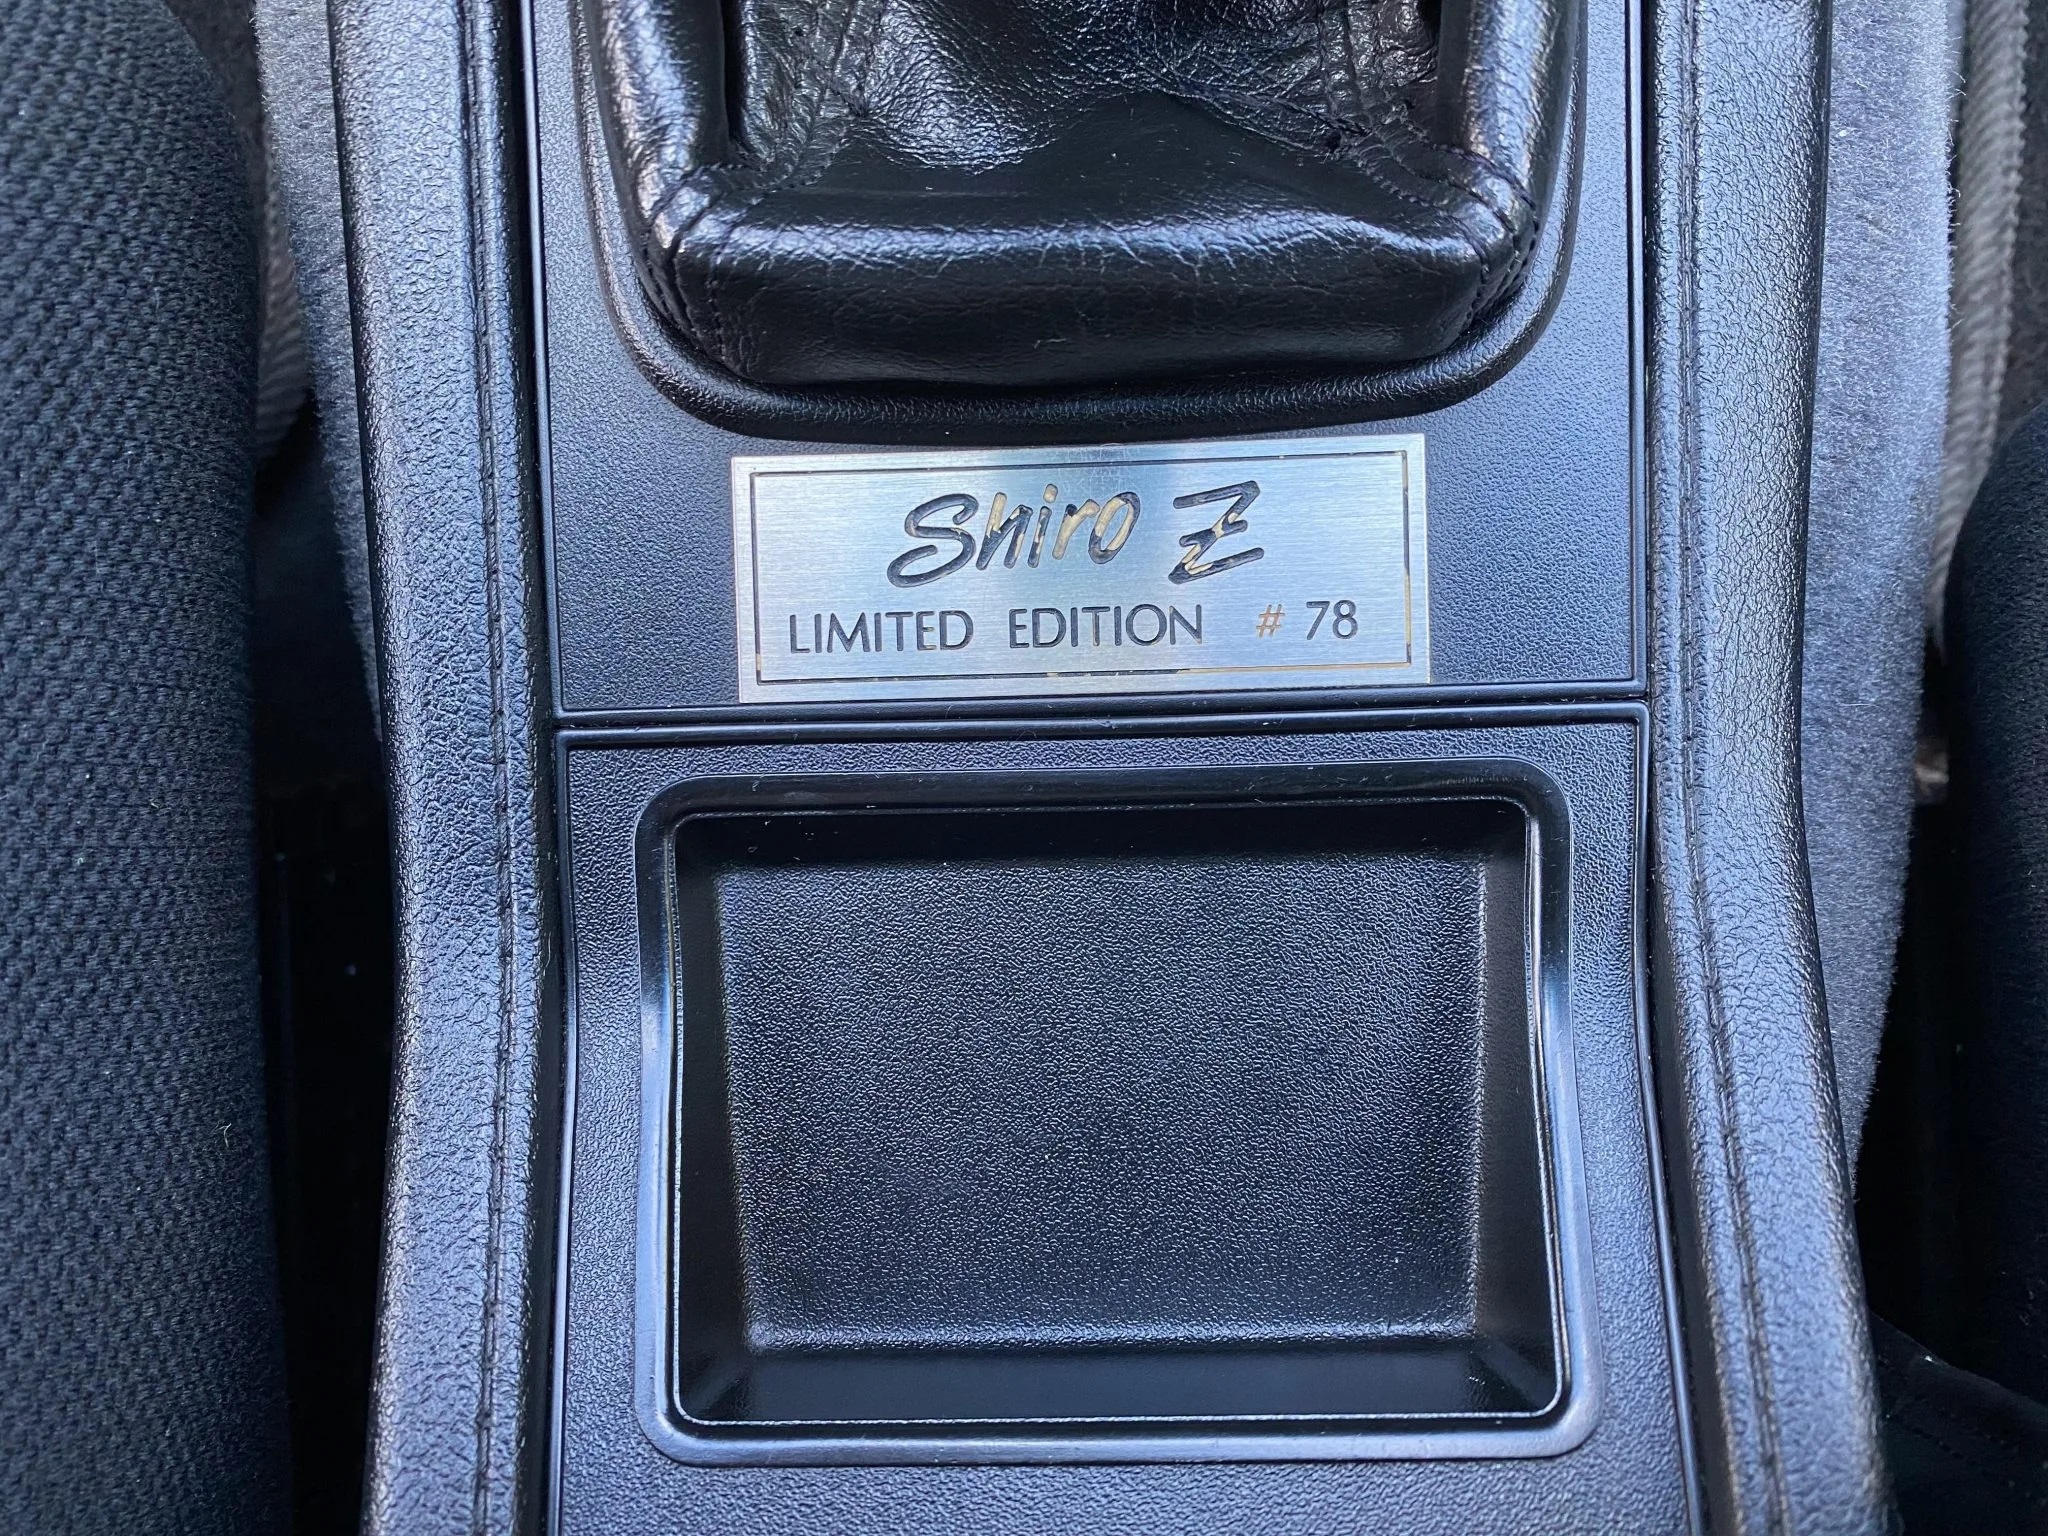 Shiro Z
LIMITED EDITION # 78